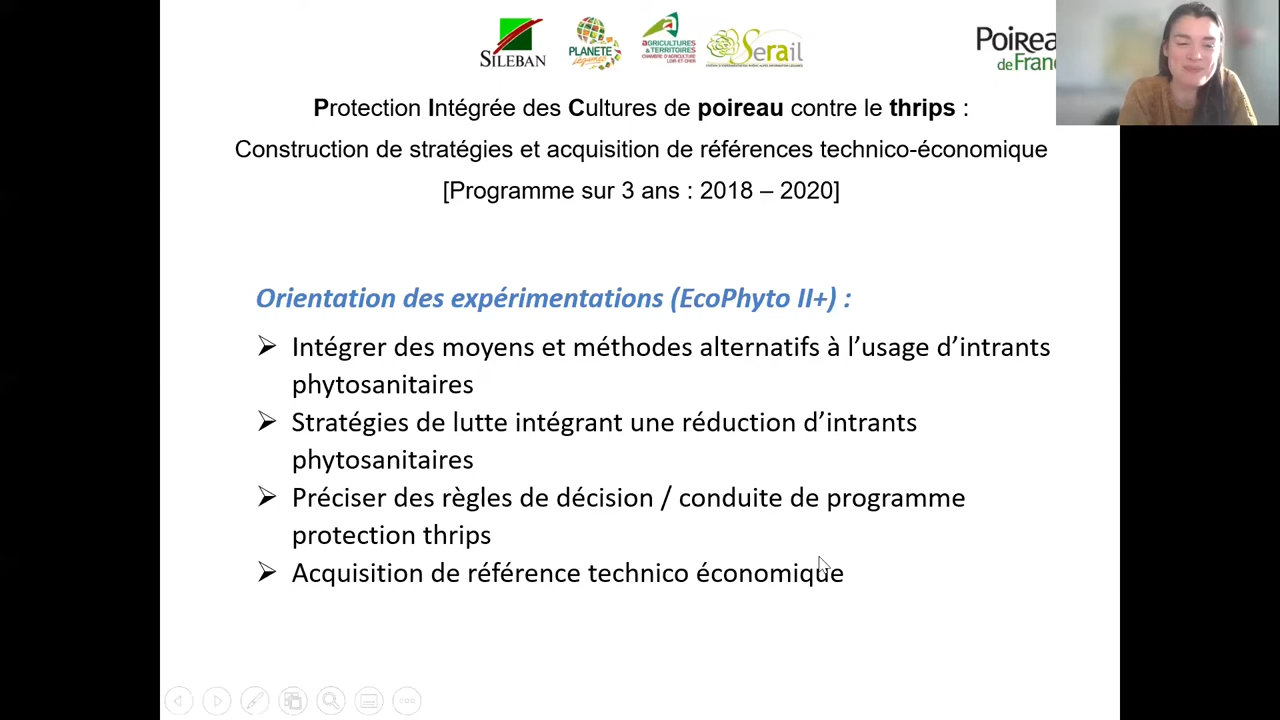 SILEBAN
PLANETE
Légumes
AGRICULTURES
& TERRITOIRES
CHAMBRE D'AGRICULTURE
LOIR-ET-CHER
Serail
Poirea
de Fran
Protection Intégrée des Cultures de poireau contre le thrips :
Construction de stratégies et acquisition de références technico-économique
[Programme sur 3 ans : 2018 – 2020]
Orientation des expérimentations (EcoPhyto II+) :
➢ Intégrer des moyens et méthodes alternatifs à l’usage d’intrants
phytosanitaires
➢ Stratégies de lutte intégrant une réduction d’intrants
phytosanitaires
➢ Préciser des règles de décision / conduite de programme
protection thrips
➢ Acquisition de référence technico économique